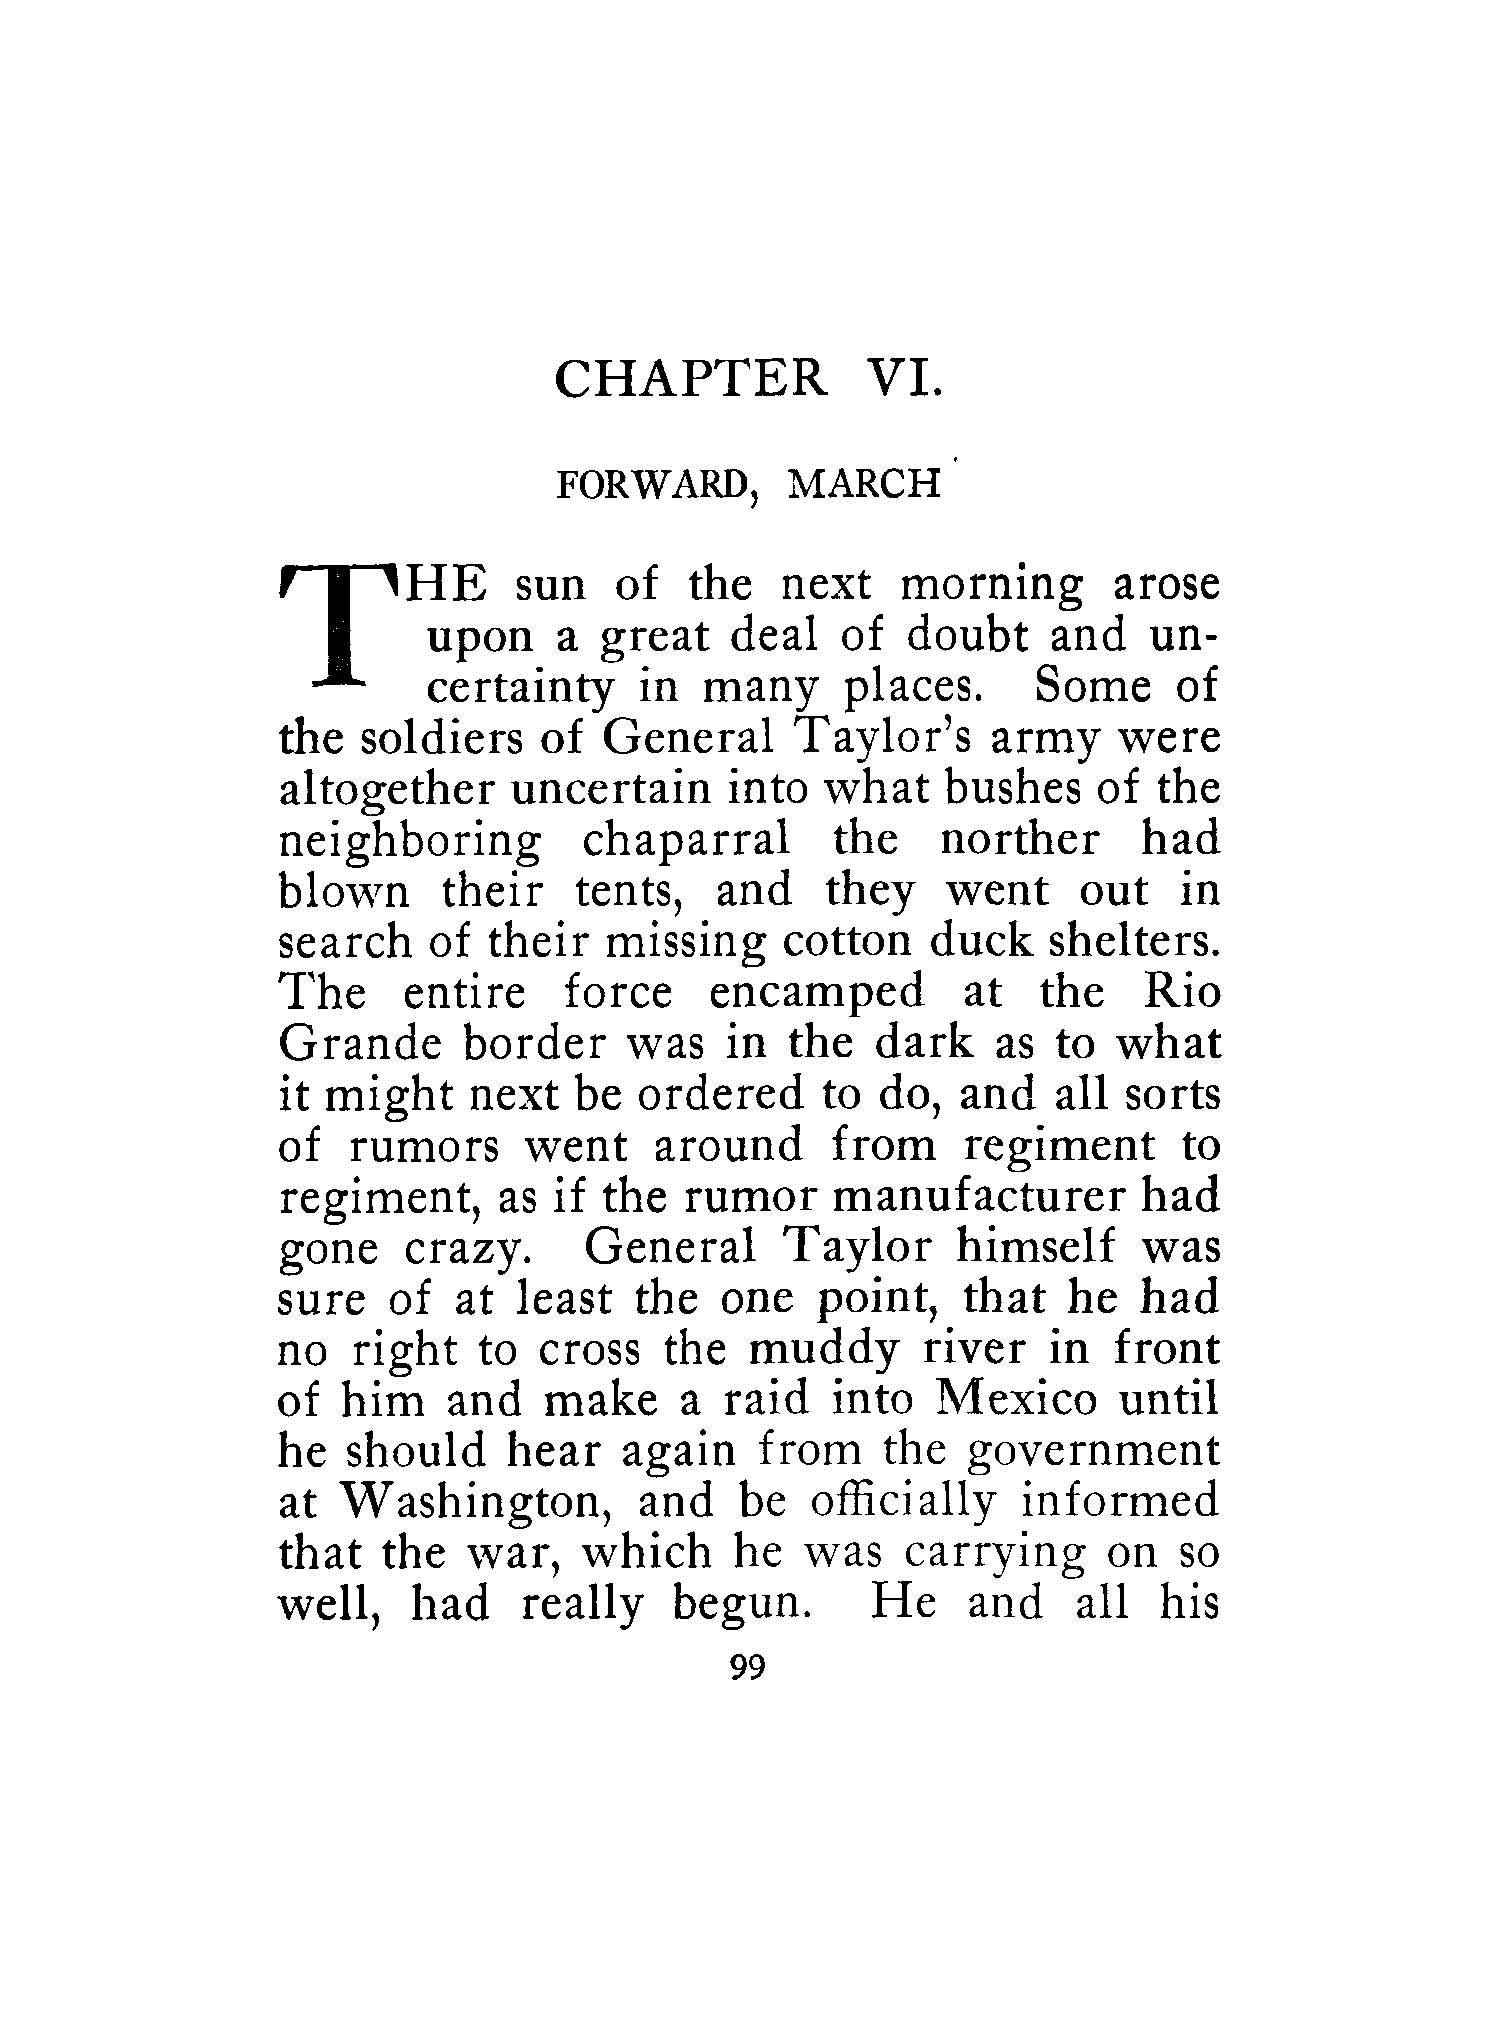 CHAPTER VI.
FORWARD, MARCH
THE sun of the next morning arose
upon a great deal of doubt and un-
certainty in many places. Some of
the soldiers of General Taylor's army were
altogether uncertain into what bushes of the
neighboring chaparral the norther had
blown their tents, and they went out in
search of their missing cotton duck shelters.
The entire force encamped at the Rio
Grande border was in the dark as to what
it might next be ordered to do, and all sorts
of rumors went around from regiment to
regiment, as if the rumor manufacturer had
gone crazy. General Taylor himself was
sure of at least the one point, that he had
no right to cross the muddy river in front
of him and make a raid into Mexico until
he should hear again from the government
at Washington, and be officially informed
that the war, which he was carrying on so
well, had really begun. He and all his
99